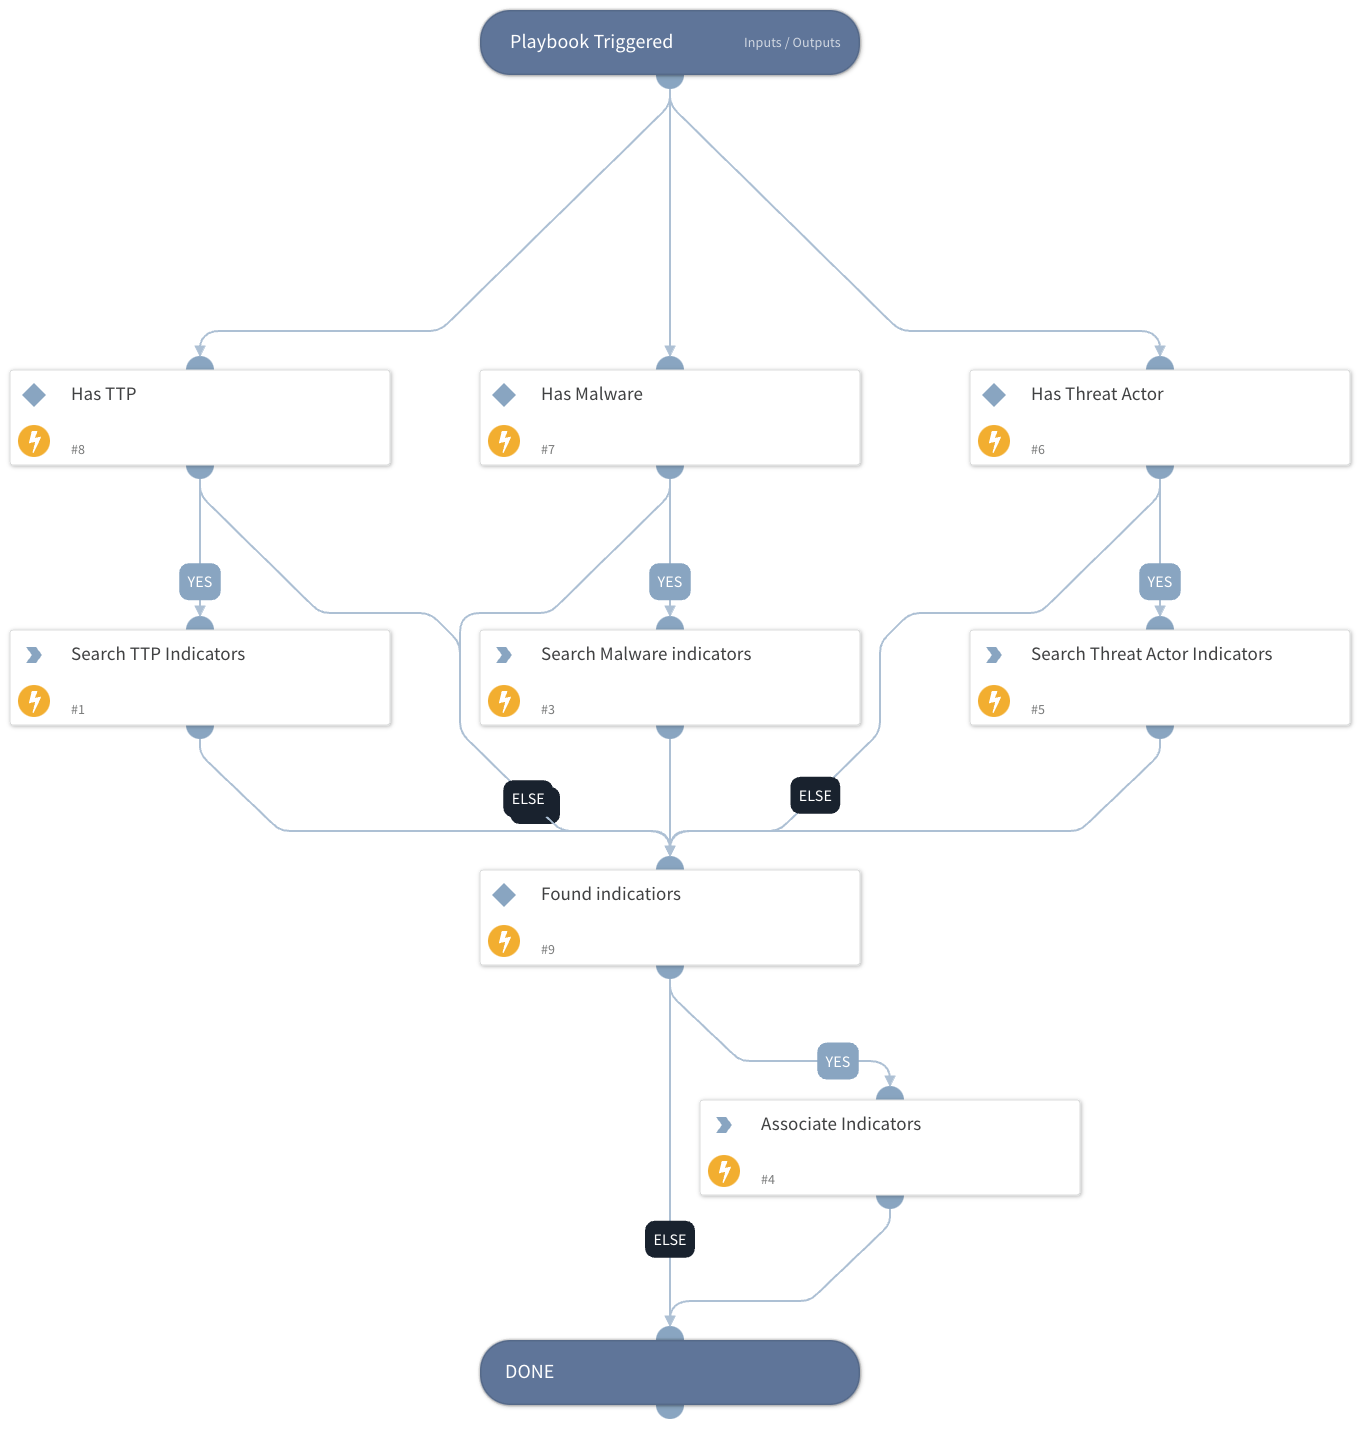 Playbook Triggered
Inputs / Outputs
Has TTP
#8
Has Malware
#7
Has Threat Actor
#6
YES
YES
YES
Search TTP Indicators
#1
Search Malware indicators
#3
Search Threat Actor Indicators
#5
ELSE
ELSE
Found indicatiors
#9
YES
Associate Indicators
#4
ELSE
DONE